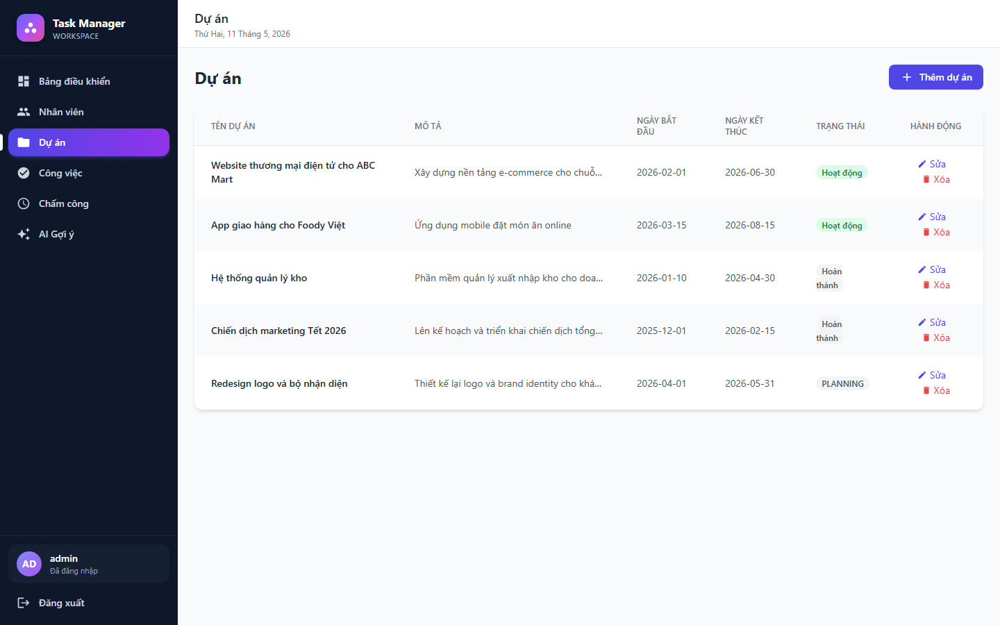 Task Manager
WORKSPACE
Bảng điều khiển
Nhân viên
Dự án
Công việc
Chấm công
AI Gợi ý
AD
admin
Đã đăng nhập
Đăng xuất
Dự án
Thứ Hai, 11 Tháng 5, 2026
Dự án
Thêm dự án
TÊN DỰ ÁN
MÔ TẢ
NGÀY BẮT
ĐẦU
NGÀY KẾT
THÚC
TRẠNG THÁI
HÀNH ĐỘNG
Website thương mại điện tử cho ABC
Mart
Xây dựng nền tảng e-commerce cho chuỗ...
2026-02-01
2026-06-30
Hoạt động
Sửa
Xóa
App giao hàng cho Foody Việt
Ứng dụng mobile đặt món ăn online
2026-03-15
2026-08-15
Hoạt động
Sửa
Xóa
Hệ thống quản lý kho
Phần mềm quản lý xuất nhập kho cho doa...
2026-01-10
2026-04-30
Hoàn
thành
Sửa
Xóa
Chiến dịch marketing Tết 2026
Lên kế hoạch và triển khai chiến dịch tổng...
2025-12-01
2026-02-15
Hoàn
thành
Sửa
Xóa
Redesign logo và bộ nhận diện
Thiết kế lại logo và brand identity cho khá...
2026-04-01
2026-05-31
PLANNING
Sửa
Xóa